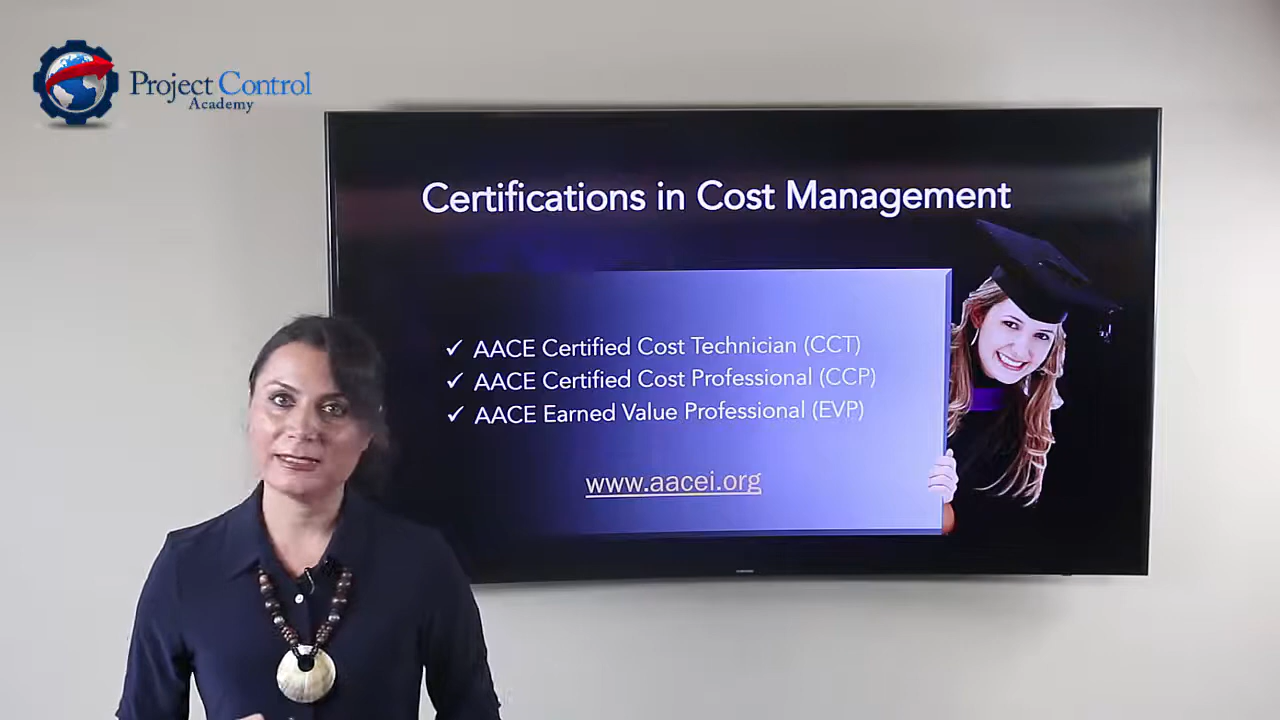 Project Control
Academy
Certifications in Cost Management
✓ AACE Certified Cost Technician (CCT)
✓ AACE Certified Cost Professional (CCP)
✓ AACE Earned Value Professional (EVP)
www.aacei.org